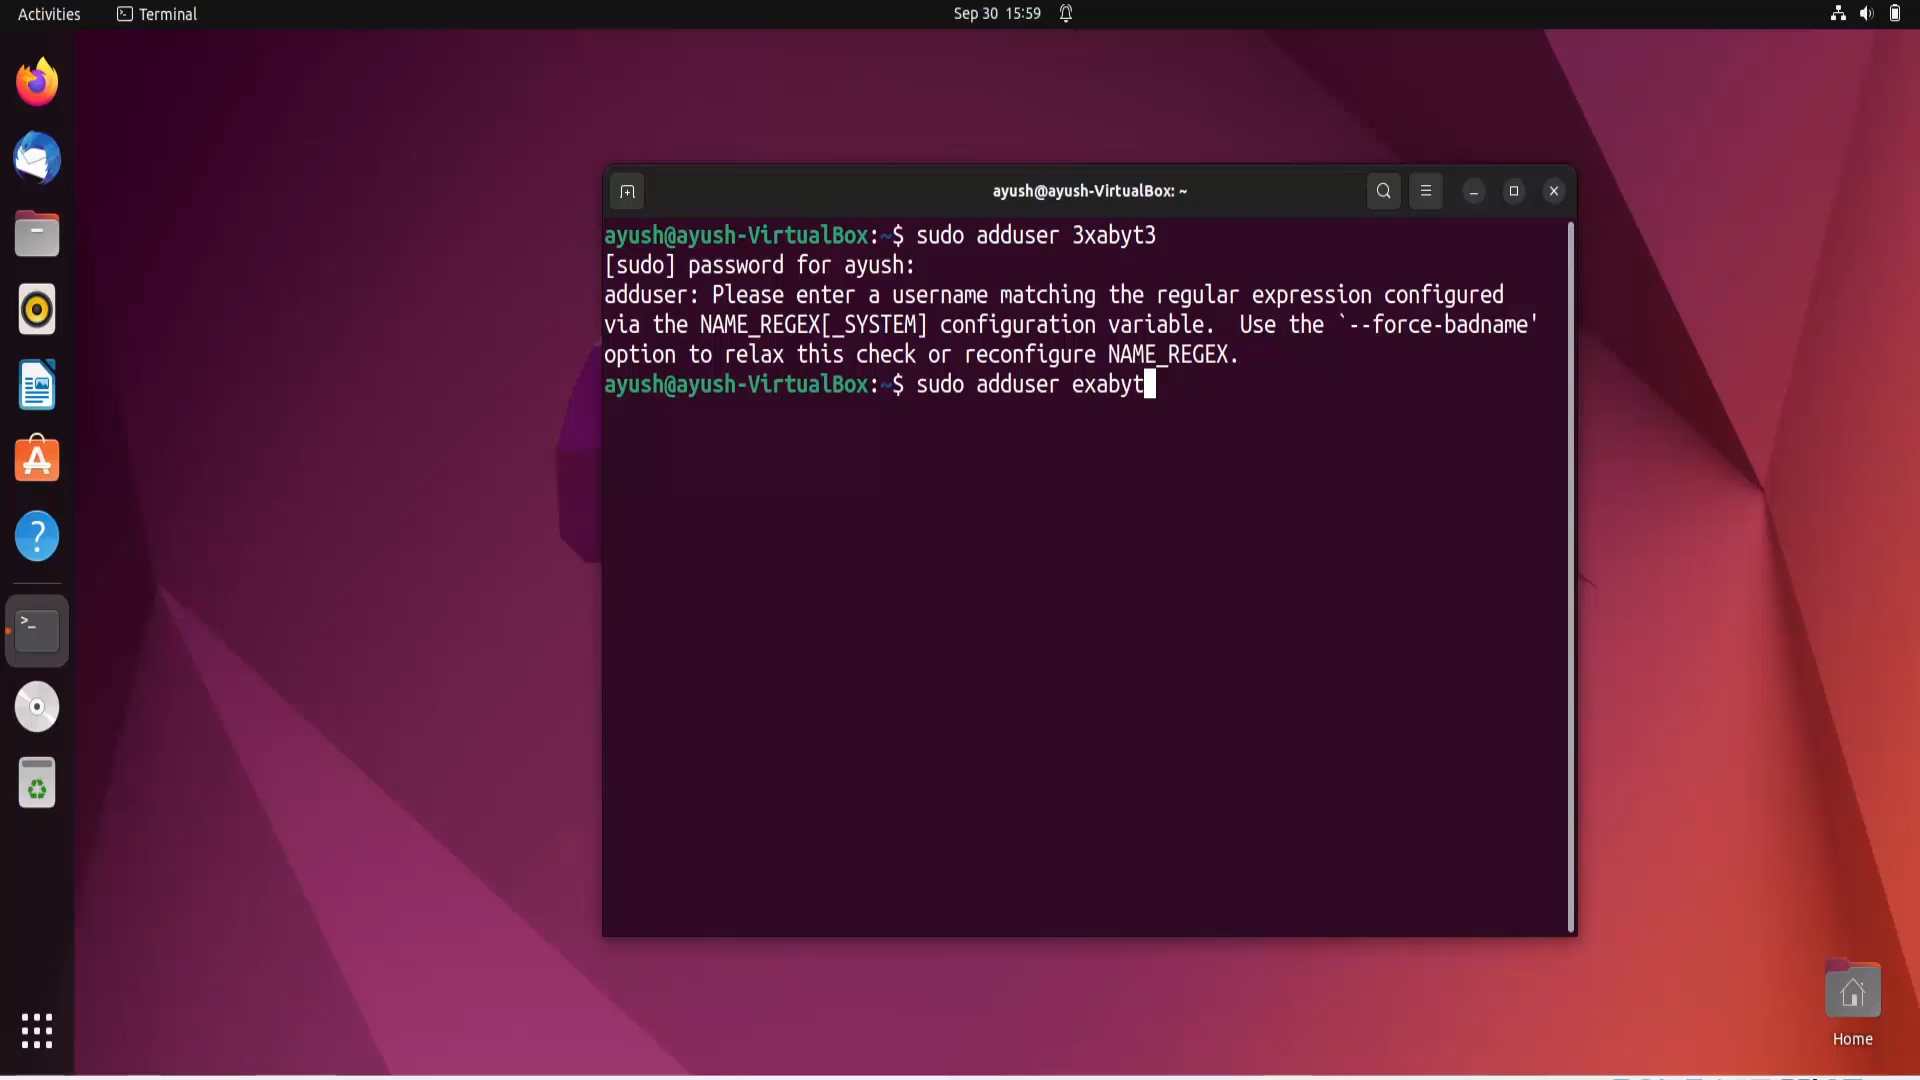 Activities
Terminal
Sep 30 15:59
ayush@ayush-VirtualBox: ~
ayush@ayush-VirtualBox:~$ sudo adduser 3xabyt3
[sudo] password for ayush:
adduser: Please enter a username matching the regular expression configured
via the NAME_REGEX[_SYSTEM] configuration variable.  Use the `--force-badname'
option to relax this check or reconfigure NAME_REGEX.
ayush@ayush-VirtualBox:~$ sudo adduser exabyt
Home